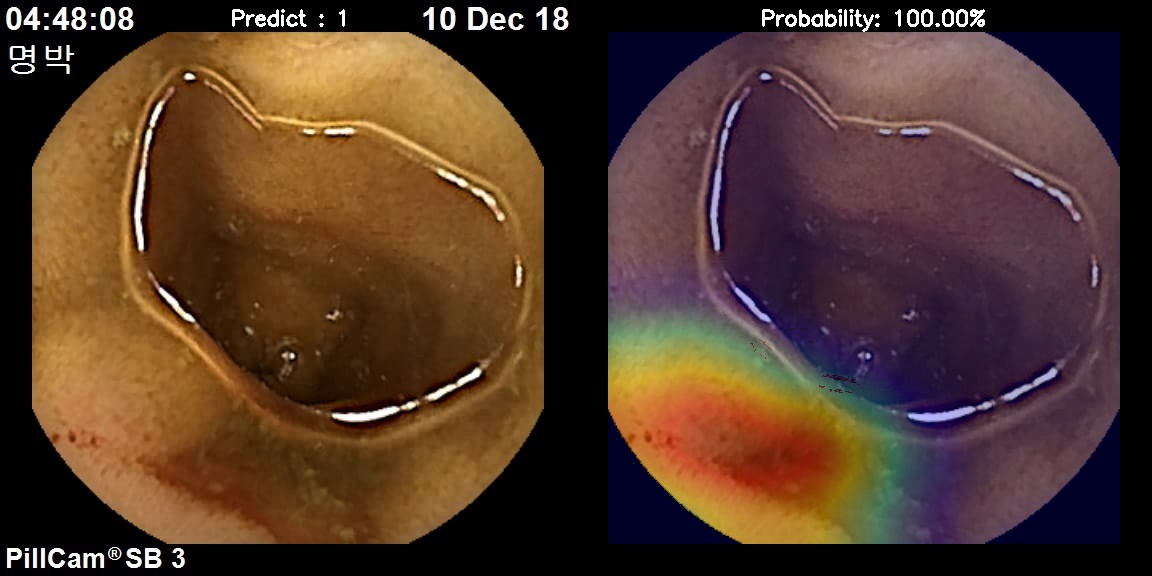 04:48:08 Predict : 1 10 Dec 18 Probability: 100.00%
명박
PillCam® SB 3